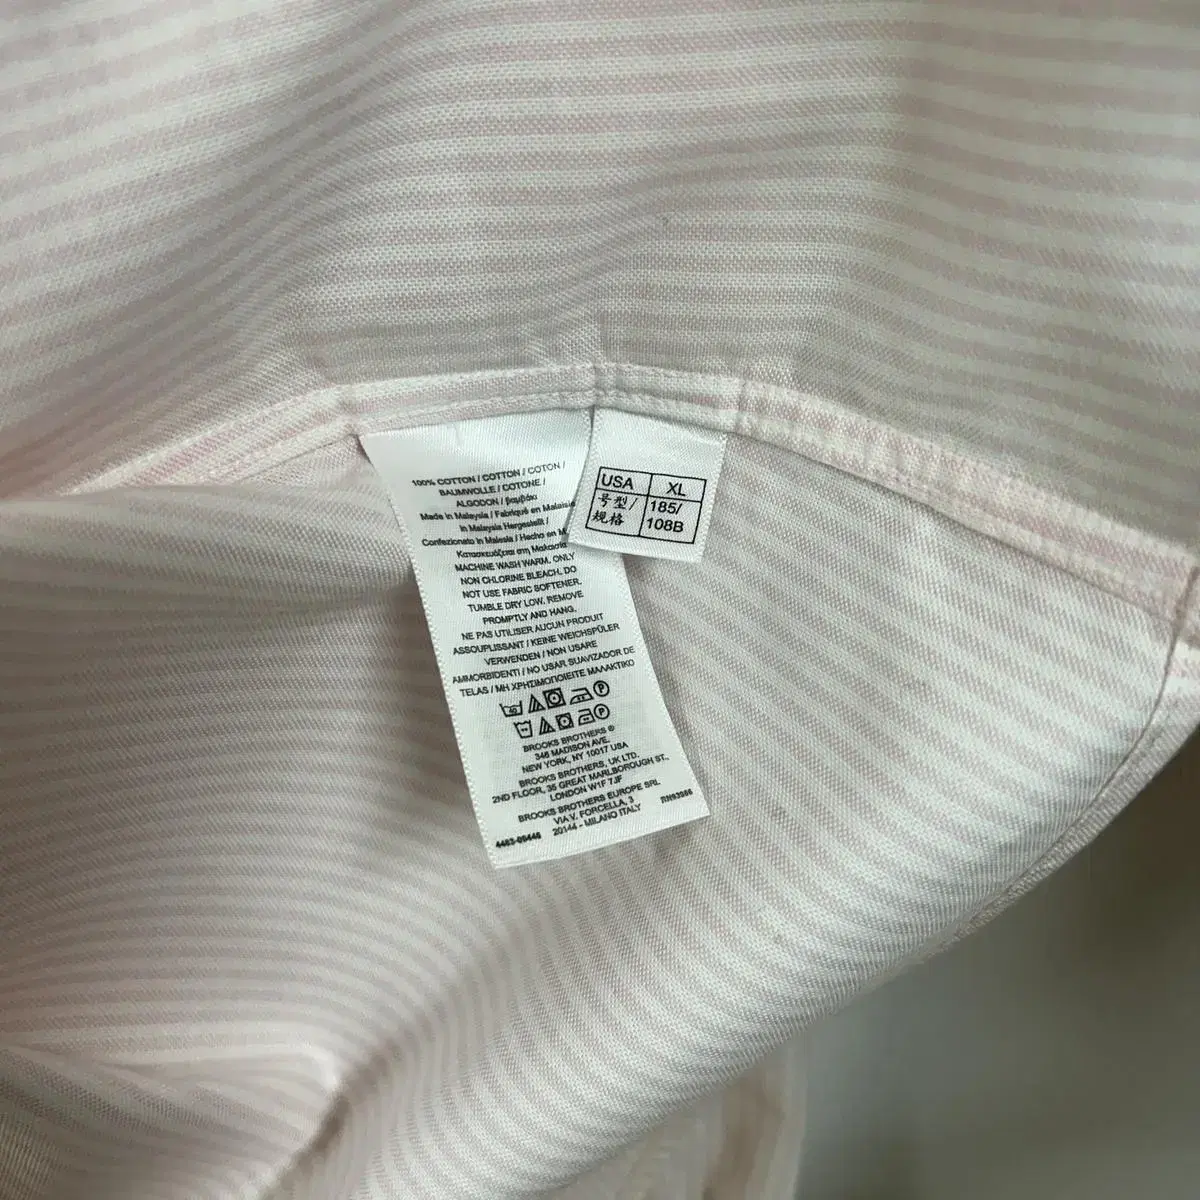 100% COTTON / COTTON / COTON /
BAUMWOLLE / COTONE /
ALGODON / βαμβάκι
Made in Malaysia / Fabriqué en Malaisie
in Malaysia Hergestellt /
Confezionato in Malesia / Hecho en M
Κατασκευάζεται στη Μαλαισία
MACHINE WASH WARM. ONLY
NON CHLORINE BLEACH. DO
NOT USE FABRIC SOFTENER.
TUMBLE DRY LOW. REMOVE
PROMPTLY AND HANG.
NE PAS UTILISER AUCUN PRODUIT
ASSOUPLISSANT / KEINE WEICHSPÜLER
VERWENDEN / NON USARE
AMMORBIDENTI / NO USAR SUAVIZADOR DE
TELAS / ΜΗ ΧΡΗΣΙΜΟΠΟΙΕΙΤΕ ΜΑΛΑΚΤΙΚΟ
40 P
P
BROOKS BROTHERS ®
346 MADISON AVE.
NEW YORK, NY 10017 USA
BROOKS BROTHERS, UK LTD.
2ND FLOOR, 35 GREAT MARLBOROUGH ST.,
LONDON W1F 7JF
BROOKS BROTHERS EUROPE SRL
VIA V. FORCELLA, 3
20144 - MILANO ITALY
USA XL
号型/ 185/
規格 108B